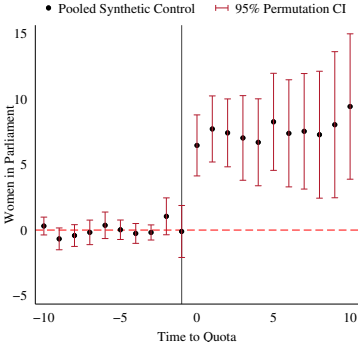 Pooled Synthetic Control 95% Permutation CI
15
10
5
0
−5
Women in Parliament
−10 −5 0 5 10
Time to Quota